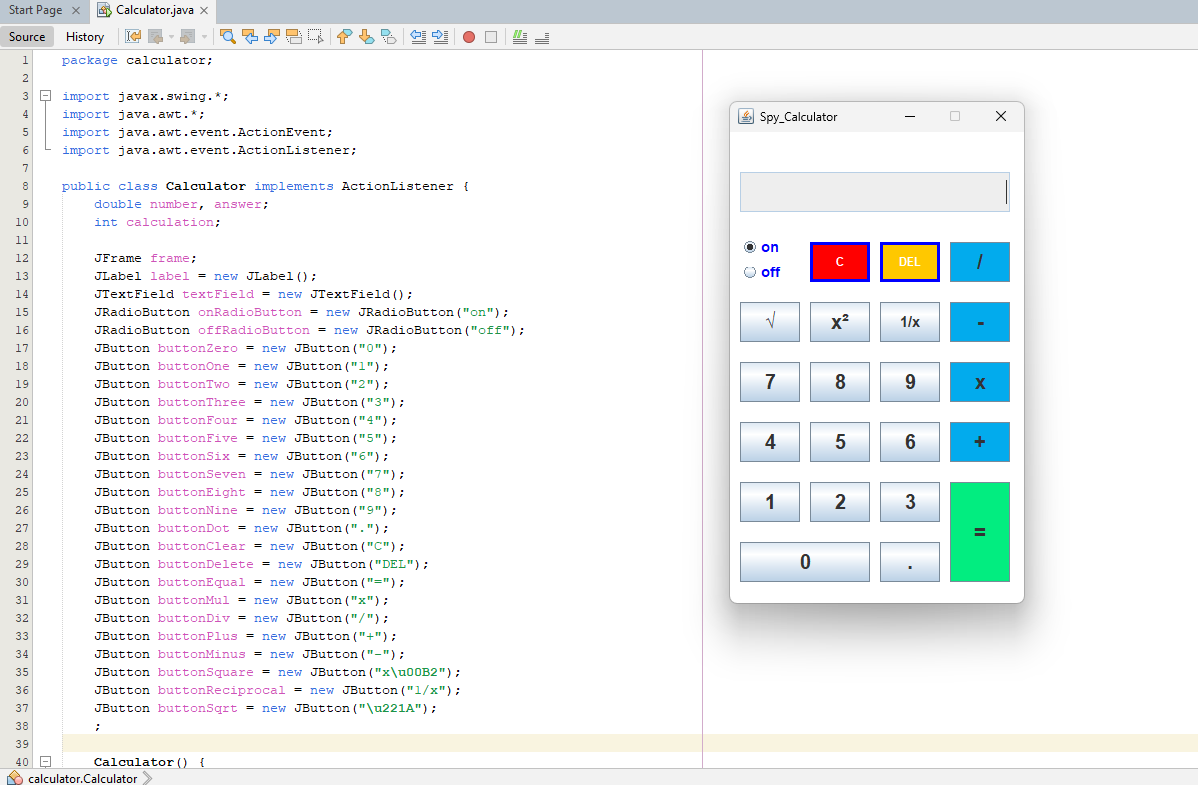 Start Page
Calculator.java
Source History
1 package calculator;
2
3 import javax.swing.*;
4 import java.awt.*;
5 import java.awt.event.ActionEvent;
6 import java.awt.event.ActionListener;
7
8 public class Calculator implements ActionListener {
9 double number, answer;
10 int calculation;
11
12 JFrame frame;
13 JLabel label = new JLabel();
14 JTextField textField = new JTextField();
15 JRadioButton onRadioButton = new JRadioButton("on");
16 JRadioButton offRadioButton = new JRadioButton("off");
17 JButton buttonZero = new JButton("0");
18 JButton buttonOne = new JButton("1");
19 JButton buttonTwo = new JButton("2");
20 JButton buttonThree = new JButton("3");
21 JButton buttonFour = new JButton("4");
22 JButton buttonFive = new JButton("5");
23 JButton buttonSix = new JButton("6");
24 JButton buttonSeven = new JButton("7");
25 JButton buttonEight = new JButton("8");
26 JButton buttonNine = new JButton("9");
27 JButton buttonDot = new JButton(".");
28 JButton buttonClear = new JButton("C");
29 JButton buttonDelete = new JButton("DEL");
30 JButton buttonEqual = new JButton("=");
31 JButton buttonMul = new JButton("x");
32 JButton buttonDiv = new JButton("/");
33 JButton buttonPlus = new JButton("+");
34 JButton buttonMinus = new JButton("-");
35 JButton buttonSquare = new JButton("x\u00B2");
36 JButton buttonReciprocal = new JButton("1/x");
37 JButton buttonSqrt = new JButton("\u221A");
38 ;
39
40 Calculator() {
calculator.Calculator
Spy_Calculator
on
off
C DEL /
√ x² 1/x -
7 8 9 x
4 5 6 +
1 2 3
=
0 .